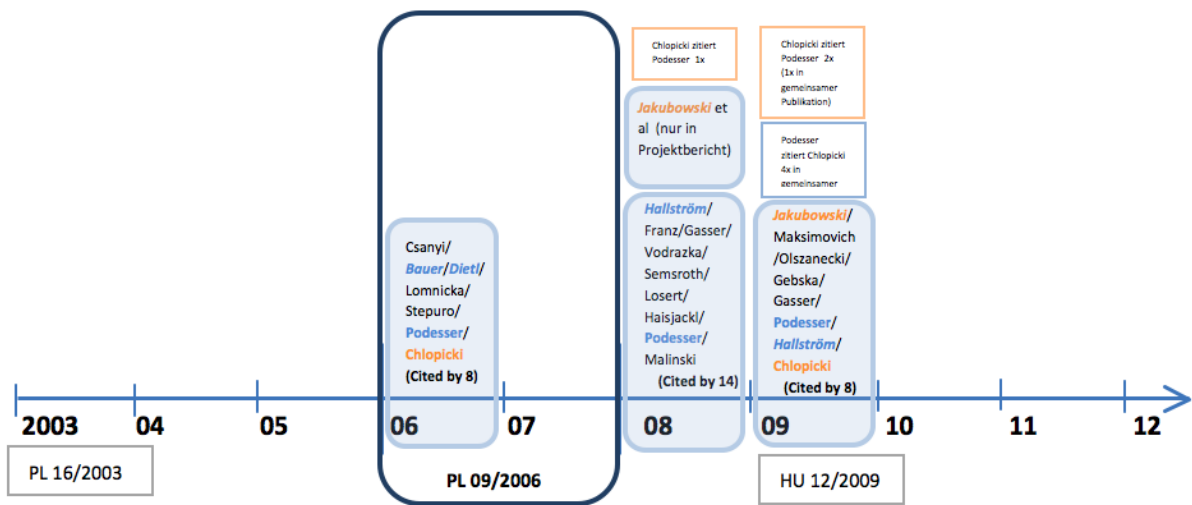 Chlopicki zitiert
Podesser 1x
Chlopicki zitiert
Podesser 2x
(1x in
gemeinsamer
Publikation)
Jakubowski et
al (nur in
Projektbericht)
Podesser
zitiert Chlopicki
4x in
gemeinsamer
Csanyi/
Bauer/Dietl/
Lomnicka/
Stepuro/
Podesser/
Chlopicki
(Cited by 8)
Hallström/
Franz/Gasser/
Vodrazka/
Semsroth/
Losert/
Haisjackl/
Podesser/
Malinski
(Cited by 14)
Jakubowski/
Maksimovich
/Olszanecki/
Gebska/
Gasser/
Podesser/
Hallström/
Chlopicki
(Cited by 8)
2003 04 05 06 07 08 09 10 11 12
PL 16/2003
PL 09/2006
HU 12/2009